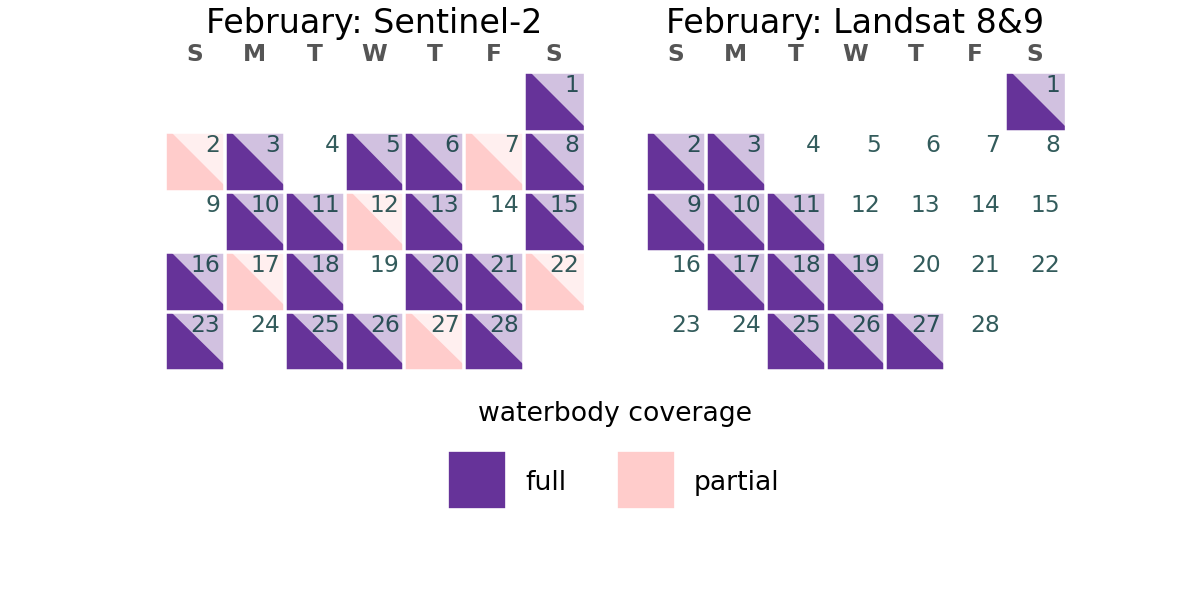 February: Sentinel-2
S M T W T F S
1
2 3 4 5 6 7 8
9 10 11 12 13 14 15
16 17 18 19 20 21 22
23 24 25 26 27 28
February: Landsat 8&9
S M T W T F S
1
2 3 4 5 6 7 8
9 10 11 12 13 14 15
16 17 18 19 20 21 22
23 24 25 26 27 28
waterbody coverage
full partial